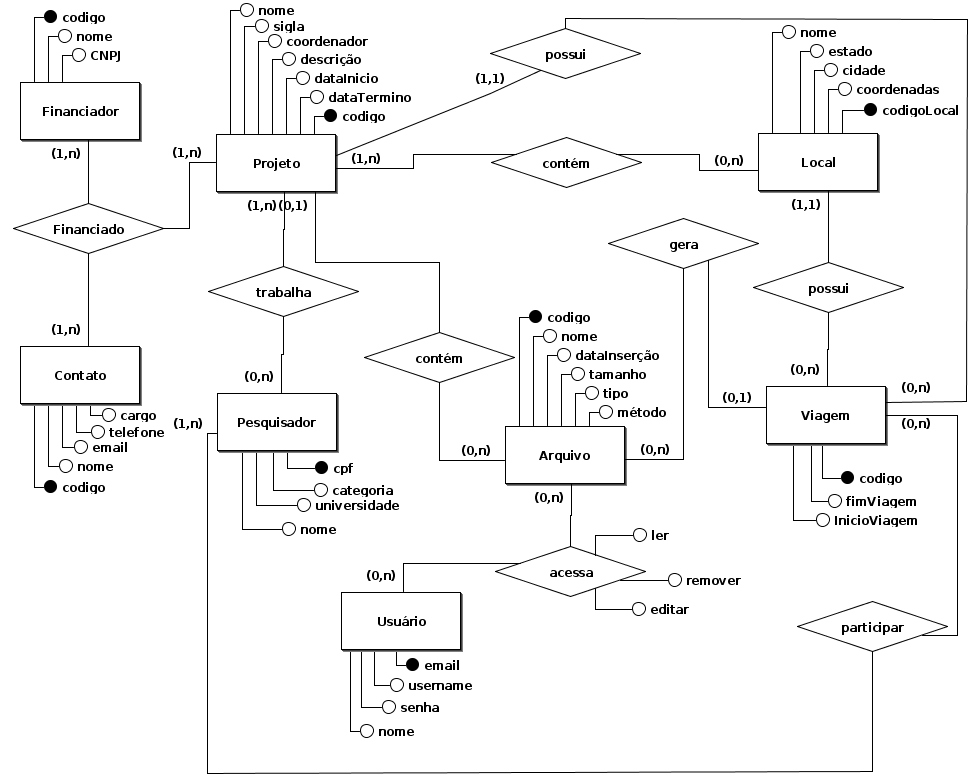 codigo
nome
CNPJ
Financiador
(1,n)
Financiado
(1,n)
Contato
cargo
telefone
email
nome
codigo
nome
sigla
coordenador
descrição
dataInicio
dataTermino
codigo
(1,n)
Projeto
(1,1)
(1,n)
(1,n)
(0,1)
possui
contém
(0,n)
nome
estado
cidade
coordenadas
codigoLocal
Local
(1,1)
possui
(0,n)
gera
(0,1)
Viagem
(0,n)
(0,n)
codigo
fimViagem
InicioViagem
participar
trabalha
(0,n)
(1,n)
Pesquisador
cpf
categoria
universidade
nome
contém
(0,n)
codigo
nome
dataInserção
tamanho
tipo
método
Arquivo
(0,n)
(0,n)
acessa
ler
remover
editar
(0,n)
Usuário
email
username
senha
nome